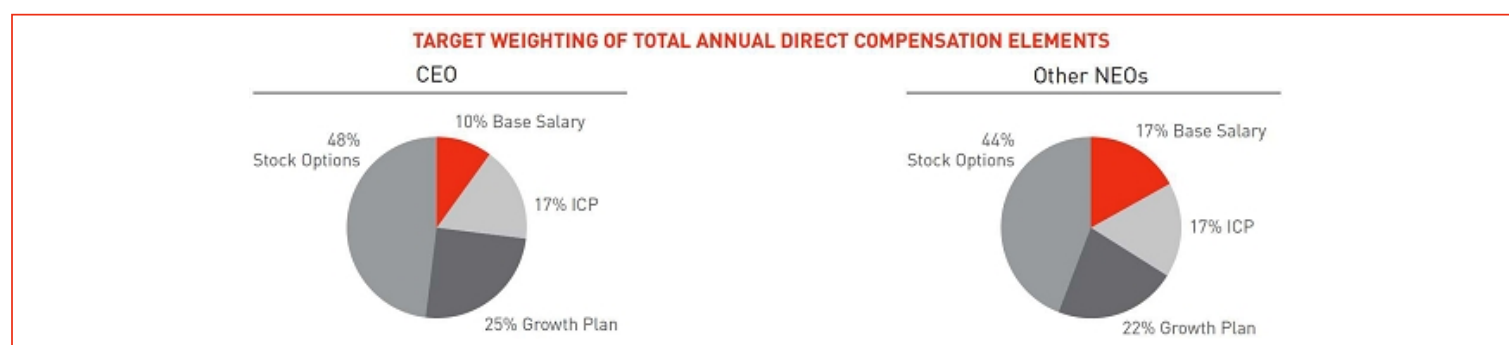 TARGET WEIGHTING OF TOTAL ANNUAL DIRECT COMPENSATION ELEMENTS
CEO
10% Base Salary
48%
Stock Options
17% ICP
25% Growth Plan
Other NEOs
17% Base Salary
44%
Stock Options
17% ICP
22% Growth Plan